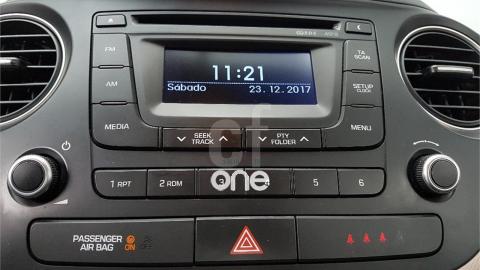 FM
AM
MEDIA
11:21
Sábado 23.12.2017
TA
SCAN
SETUP
CLOCK
MENU
SEEK
TRACK
PTY
FOLDER
1 RPT 2 RDM 3 5 6
one
PASSENGER
AIR BAG ON